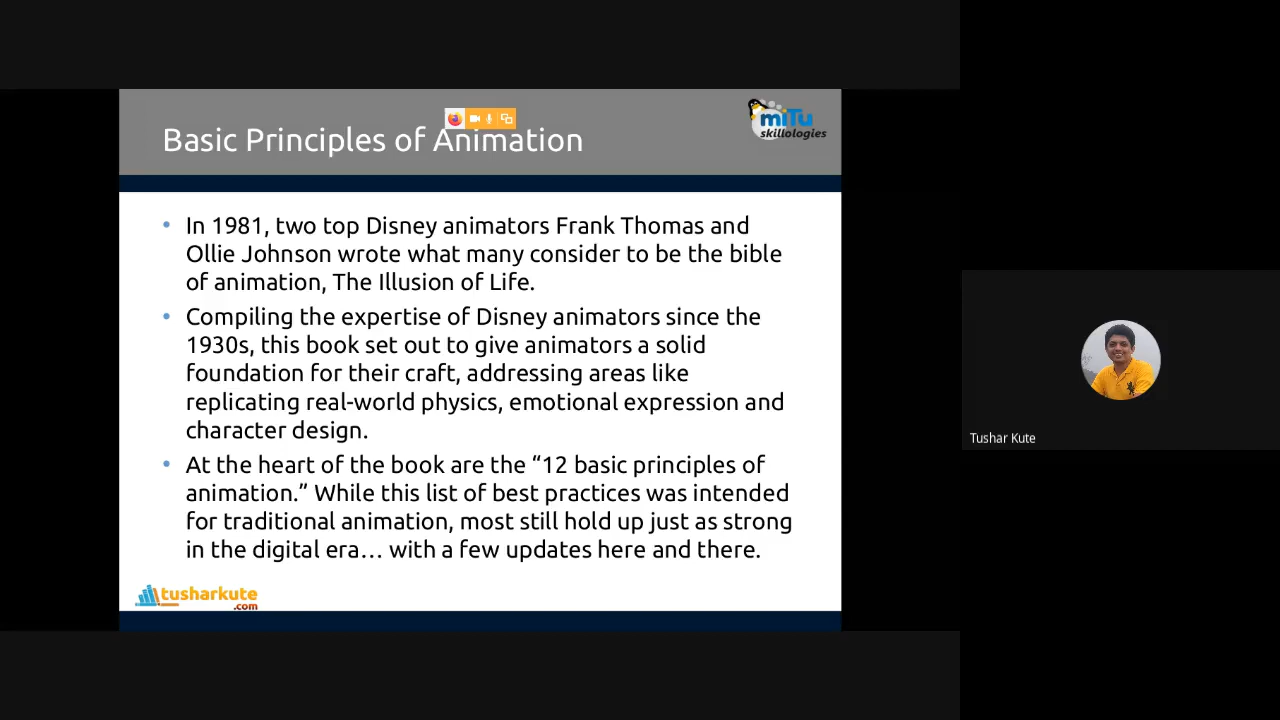 Basic Principles of Animation
miTu
skillologies
• In 1981, two top Disney animators Frank Thomas and
Ollie Johnson wrote what many consider to be the bible
of animation, The Illusion of Life.
• Compiling the expertise of Disney animators since the
1930s, this book set out to give animators a solid
foundation for their craft, addressing areas like
replicating real-world physics, emotional expression and
character design.
• At the heart of the book are the “12 basic principles of
animation.” While this list of best practices was intended
for traditional animation, most still hold up just as strong
in the digital era… with a few updates here and there.
tusharkute
.com
Tushar Kute